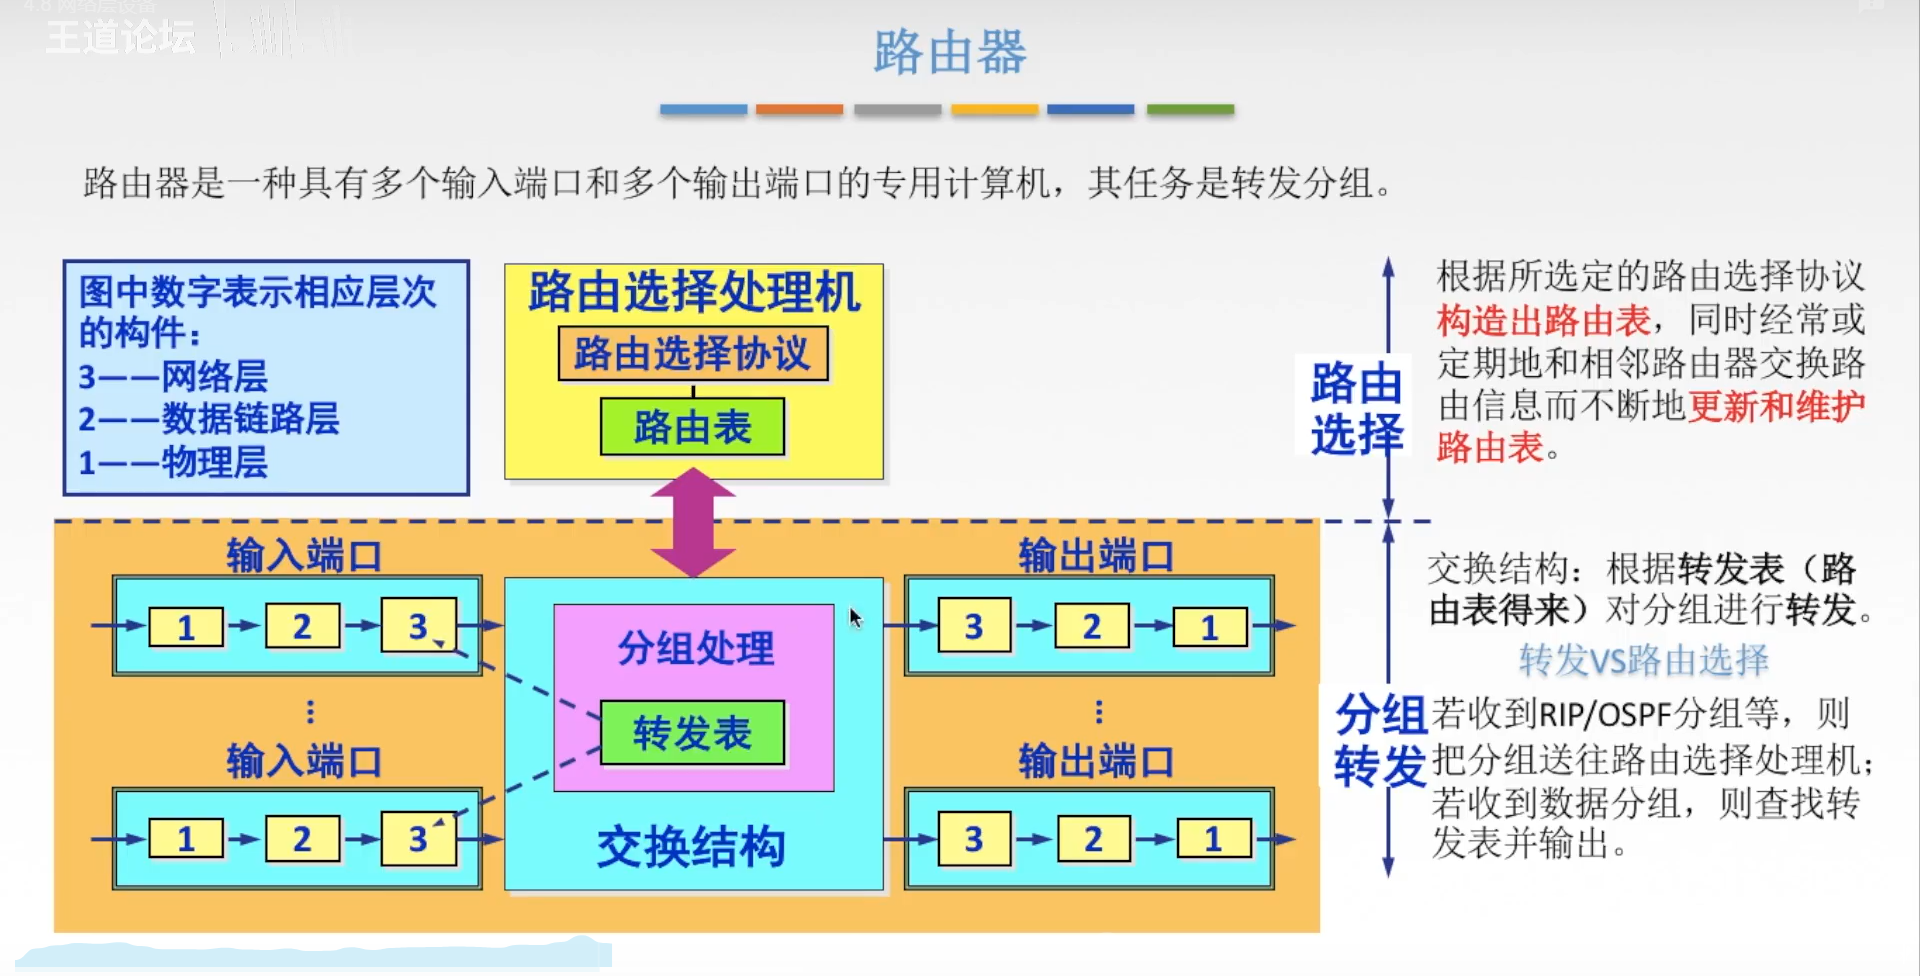 4.8 网络层设备
王道论坛
路由器
路由器是一种具有多个输入端口和多个输出端口的专用计算机，其任务是转发分组。
图中数字表示相应层次
的构件：
3——网络层
2——数据链路层
1——物理层
路由选择处理机
路由选择协议
路由表
路由
选择
根据所选定的路由选择协议
构造出路由表，同时经常或
定期地和相邻路由器交换路
由信息而不断地更新和维护
路由表。
输入端口
1
2
3
⋮
输入端口
1
2
3
分组处理
转发表
交换结构
输出端口
3
2
1
⋮
输出端口
3
2
1
分组
转发
交换结构：根据转发表（路
由表得来）对分组进行转发。
转发VS路由选择
若收到RIP/OSPF分组等，则
把分组送往路由选择处理机；
若收到数据分组，则查找转
发表并输出。